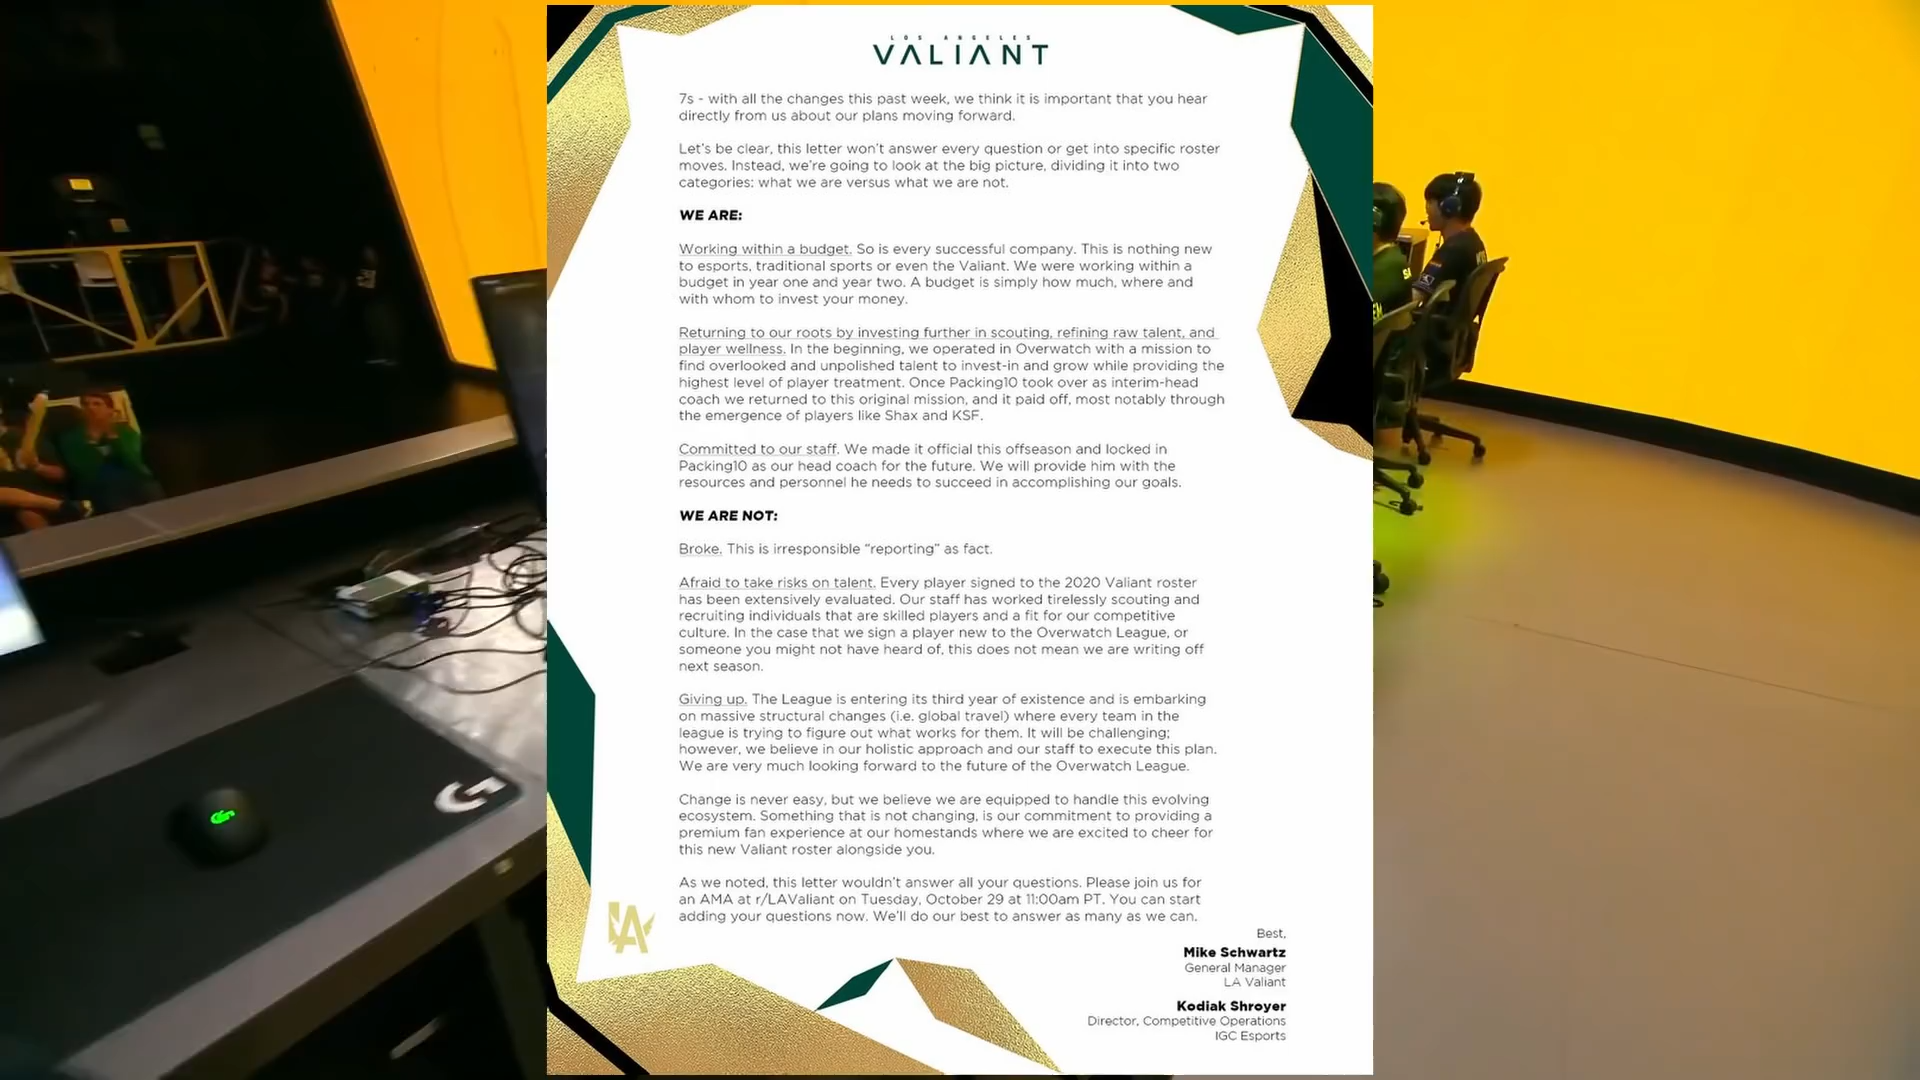 LOS ANGELES
VALIANT
7s - with all the changes this past week, we think it is important that you hear
directly from us about our plans moving forward.
Let's be clear, this letter won't answer every question or get into specific roster
moves. Instead, we're going to look at the big picture, dividing it into two
categories: what we are versus what we are not.
WE ARE:
Working within a budget. So is every successful company. This is nothing new
to esports, traditional sports or even the Valiant. We were working within a
budget in year one and year two. A budget is simply how much, where and
with whom to invest your money.
Returning to our roots by investing further in scouting, refining raw talent, and
player wellness. In the beginning, we operated in Overwatch with a mission to
find overlooked and unpolished talent to invest-in and grow while providing the
highest level of player treatment. Once Packing10 took over as interim-head
coach we returned to this original mission, and it paid off, most notably through
the emergence of players like Shax and KSF.
Committed to our staff. We made it official this offseason and locked in
Packing10 as our head coach for the future. We will provide him with the
resources and personnel he needs to succeed in accomplishing our goals.
WE ARE NOT:
Broke. This is irresponsible “reporting” as fact.
Afraid to take risks on talent. Every player signed to the 2020 Valiant roster
has been extensively evaluated. Our staff has worked tirelessly scouting and
recruiting individuals that are skilled players and a fit for our competitive
culture. In the case that we sign a player new to the Overwatch League, or
someone you might not have heard of, this does not mean we are writing off
next season.
Giving up. The League is entering its third year of existence and is embarking
on massive structural changes (i.e. global travel) where every team in the
league is trying to figure out what works for them. It will be challenging;
however, we believe in our holistic approach and our staff to execute this plan.
We are very much looking forward to the future of the Overwatch League.
Change is never easy, but we believe we are equipped to handle this evolving
ecosystem. Something that is not changing, is our commitment to providing a
premium fan experience at our homestands where we are excited to cheer for
this new Valiant roster alongside you.
As we noted, this letter wouldn't answer all your questions. Please join us for
an AMA at r/LAValiant on Tuesday, October 29 at 11:00am PT. You can start
adding your questions now. We'll do our best to answer as many as we can.
LA
Best,
Mike Schwartz
General Manager
LA Valiant
Kodiak Shroyer
Director, Competitive Operations
IGC Esports